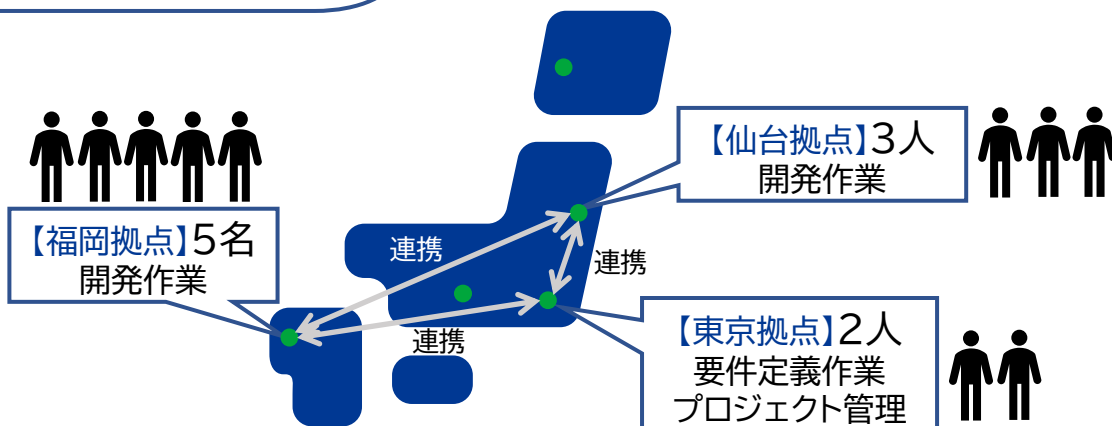 【仙台拠点】3人
開発作業
【福岡拠点】5名
開発作業
連携
連携
連携
【東京拠点】2人
要件定義作業
プロジェクト管理